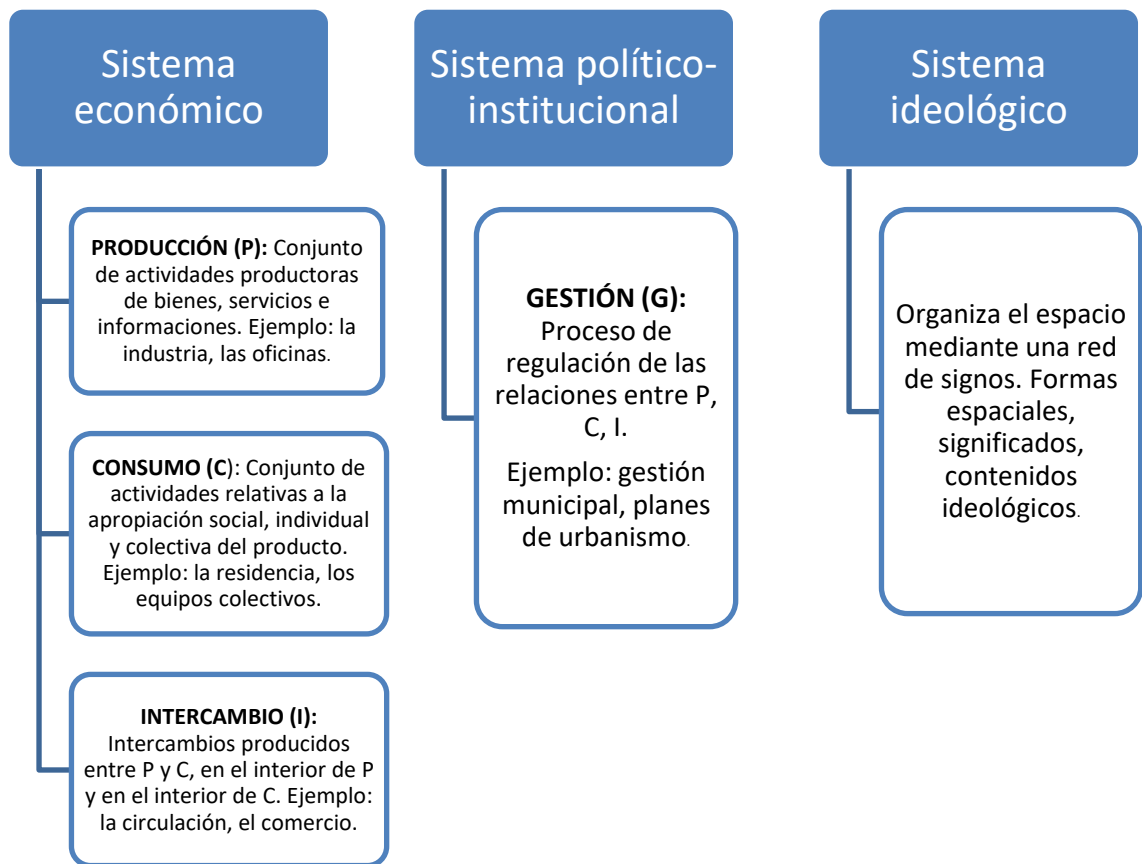 Sistema
económico
PRODUCCIÓN (P): Conjunto
de actividades productoras
de bienes, servicios e
informaciones. Ejemplo: la
industria, las oficinas.
CONSUMO (C): Conjunto de
actividades relativas a la
apropiación social, individual
y colectiva del producto.
Ejemplo: la residencia, los
equipos colectivos.
INTERCAMBIO (I):
Intercambios producidos
entre P y C, en el interior de P
y en el interior de C. Ejemplo:
la circulación, el comercio.
Sistema político-
institucional
GESTIÓN (G):
Proceso de
regulación de las
relaciones entre P,
C, I.
Ejemplo: gestión
municipal, planes
de urbanismo.
Sistema
ideológico
Organiza el espacio
mediante una red
de signos. Formas
espaciales,
significados,
contenidos
ideológicos.